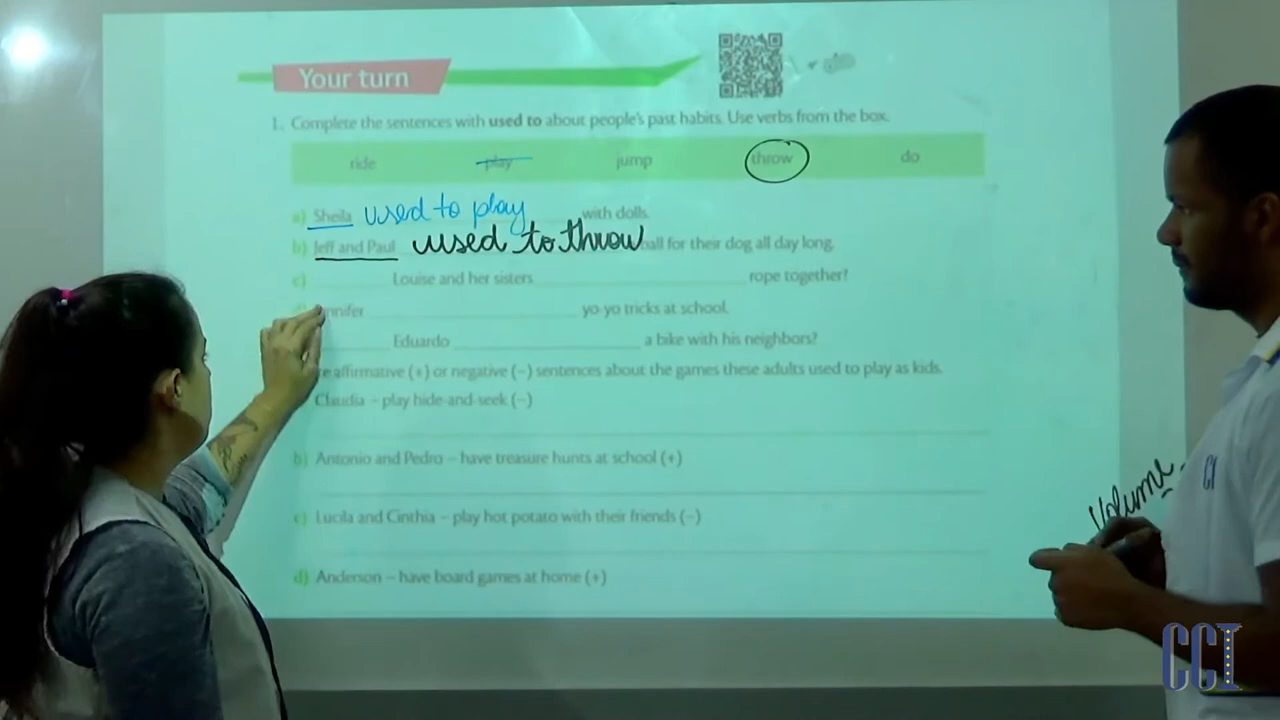 Your turn
1. Complete the sentences with used to about people's past habits. Use verbs from the box.
ride play jump throw do
a) Sheila used to play with dolls.
b) Jeff and Paul used to throw ball for their dog all day long.
c) Louise and her sisters rope together?
nnifer yo-yo tricks at school.
Eduardo a bike with his neighbors?
e affirmative (+) or negative (−) sentences about the games these adults used to play as kids.
Claudia – play hide-and-seek (−)
b) Antonio and Pedro – have treasure hunts at school (+)
c) Lucila and Cinthia – play hot potato with their friends (−)
d) Anderson – have board games at home (+)
Volume
CCI
CCI